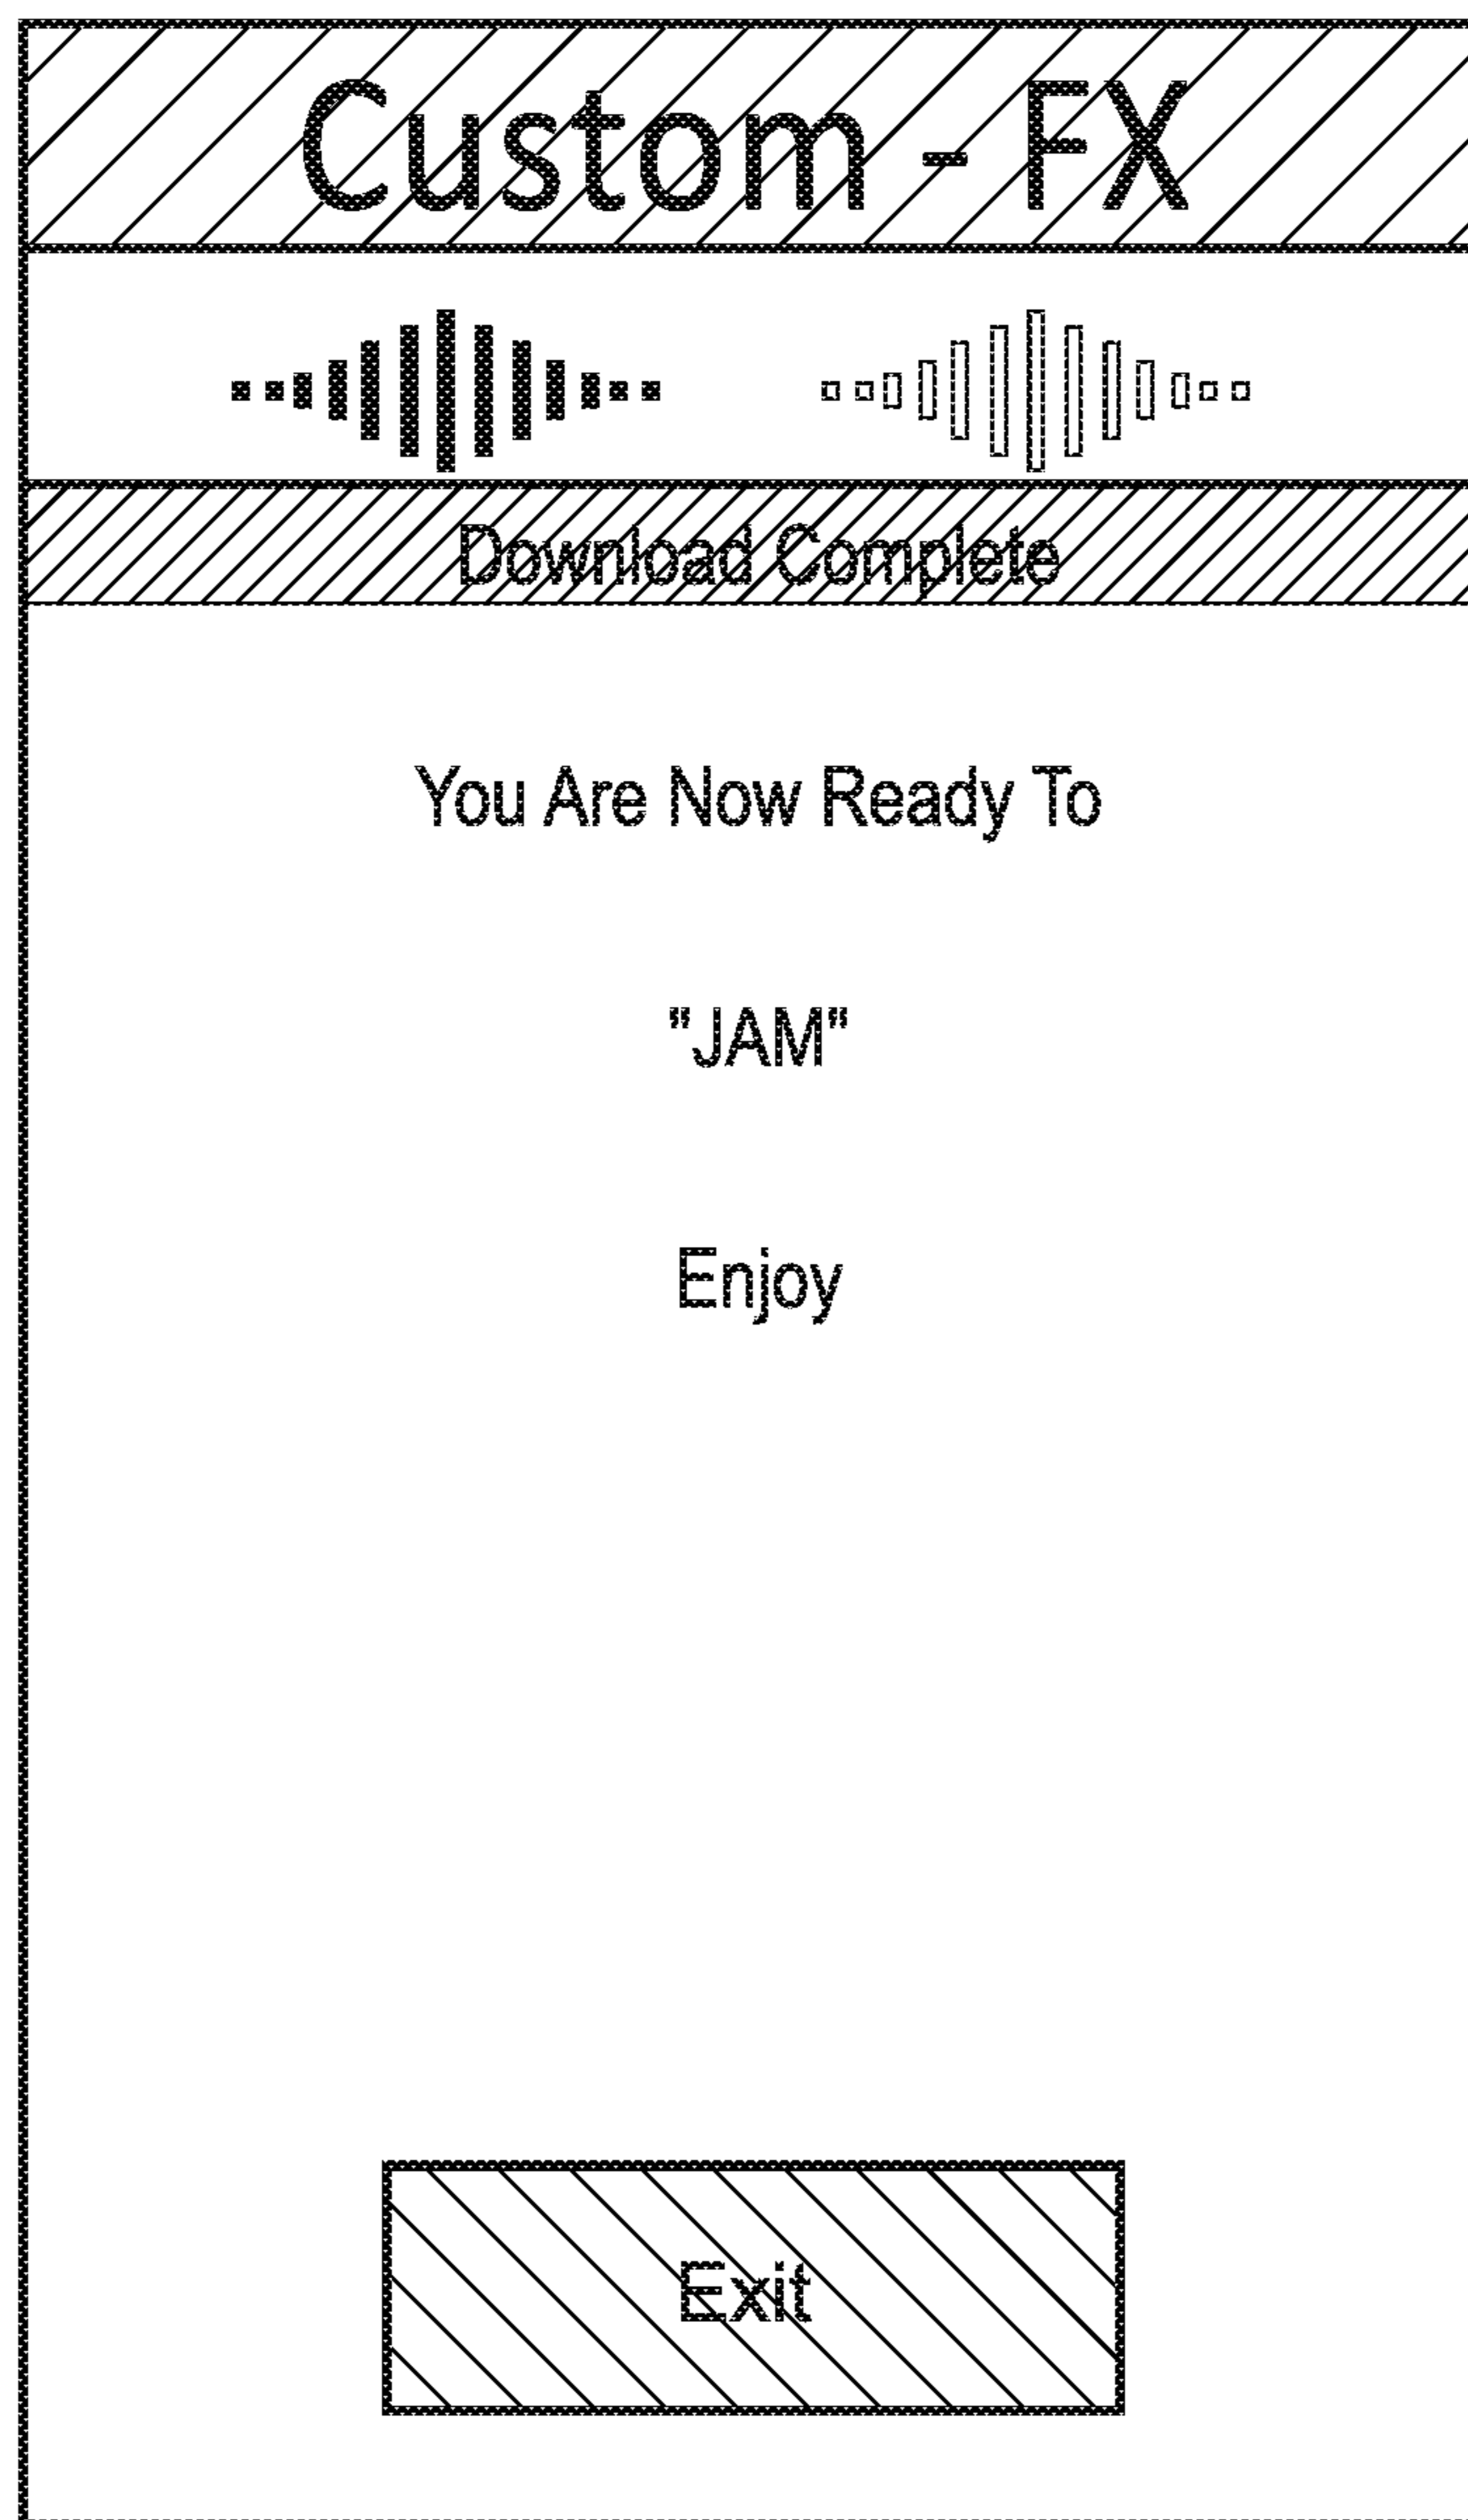 Custom - FX
Download Complete
You Are Now Ready To
"JAM"
Enjoy
Exit